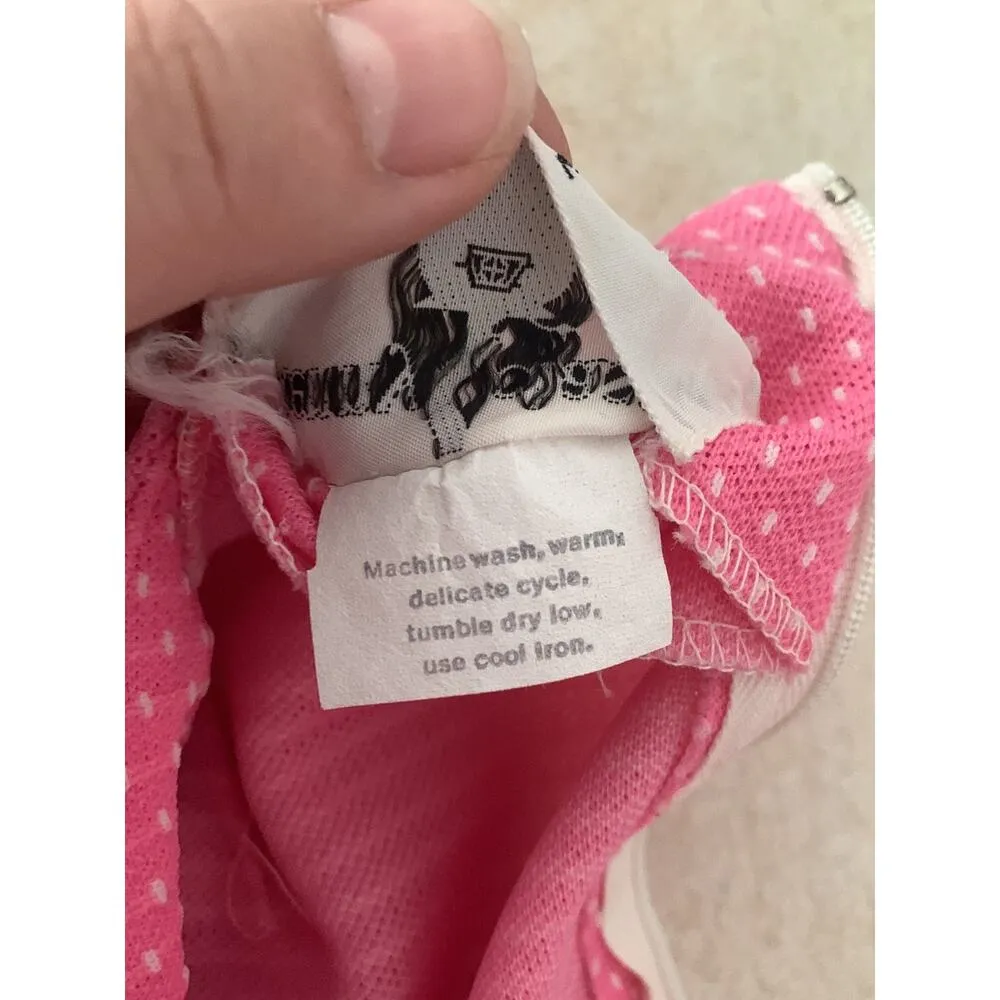 Machine wash, warm,
delicate cycle,
tumble dry low,
use cool iron.